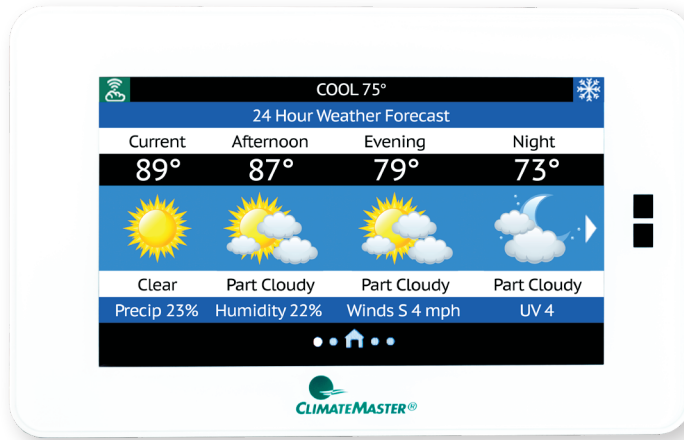 COOL 75°
24 Hour Weather Forecast
Current Afternoon Evening Night
89° 87° 79° 73°
Clear Part Cloudy Part Cloudy Part Cloudy
Precip 23% Humidity 22% Winds S 4 mph UV 4
CLIMATEMASTER®